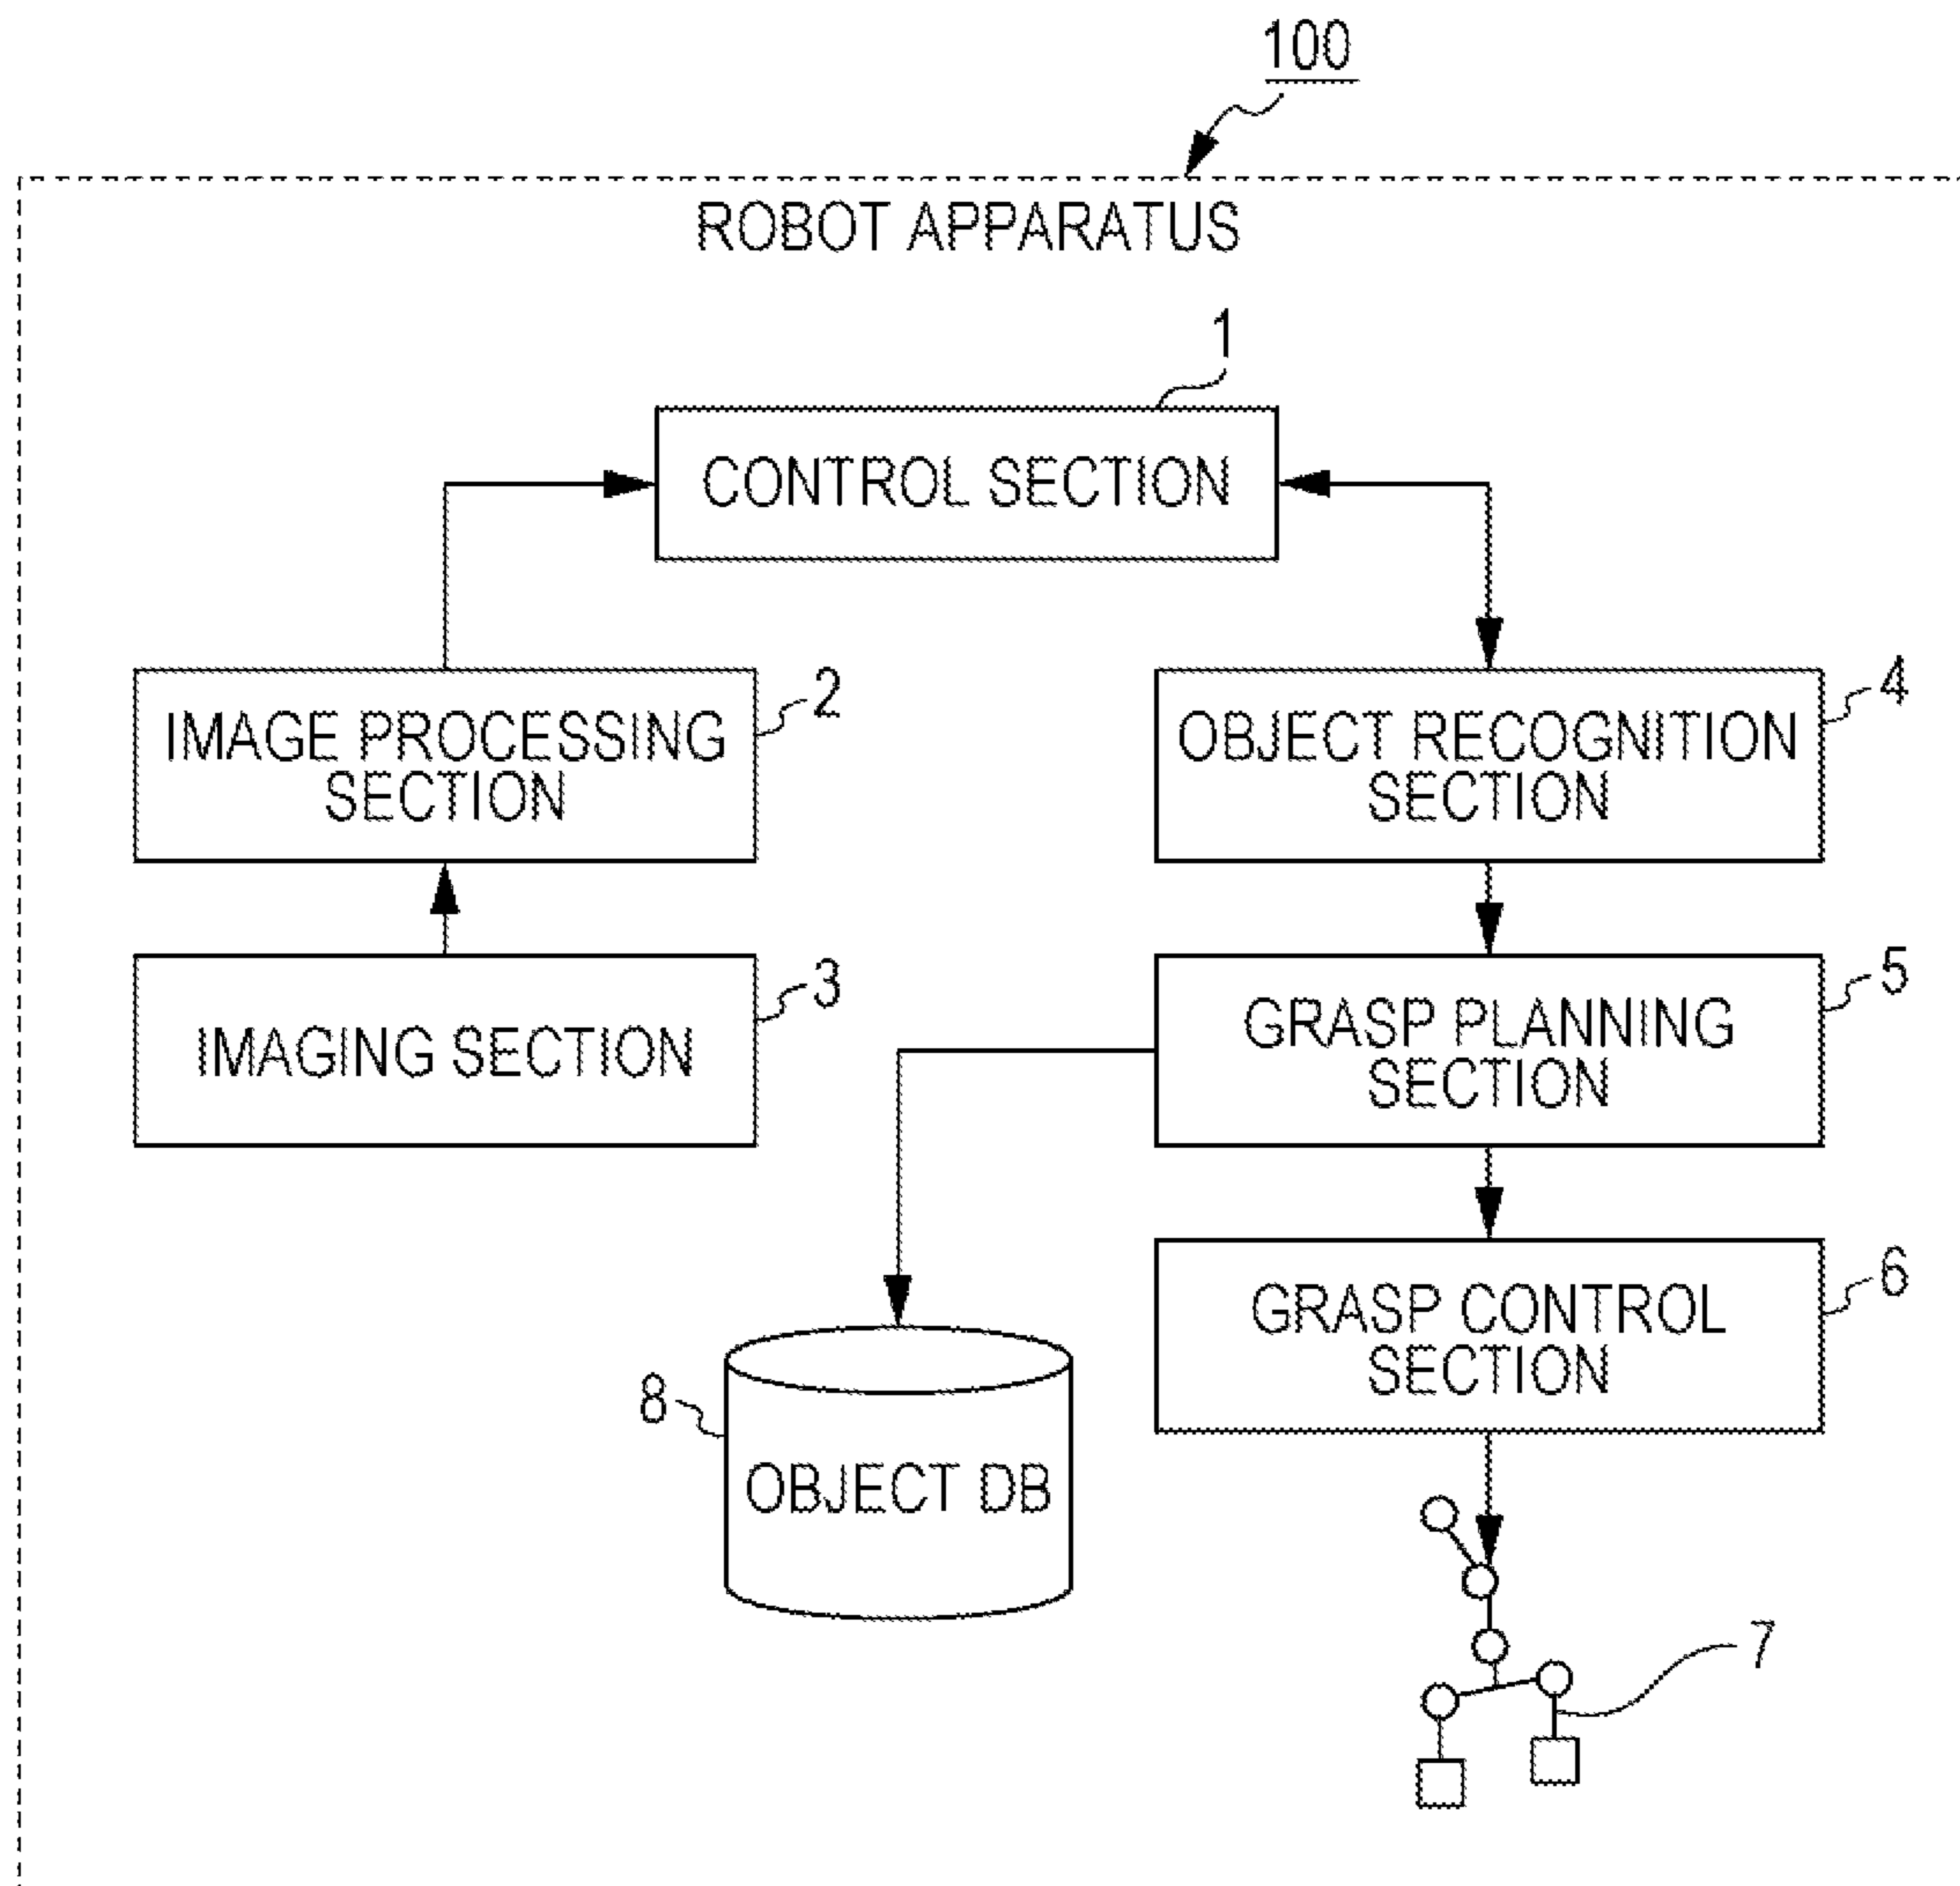 100
ROBOT APPARATUS
1
CONTROL SECTION
2
IMAGE PROCESSING
SECTION
4
OBJECT RECOGNITION
SECTION
3
IMAGING SECTION
5
GRASP PLANNING
SECTION
6
GRASP CONTROL
SECTION
8
OBJECT DB
7